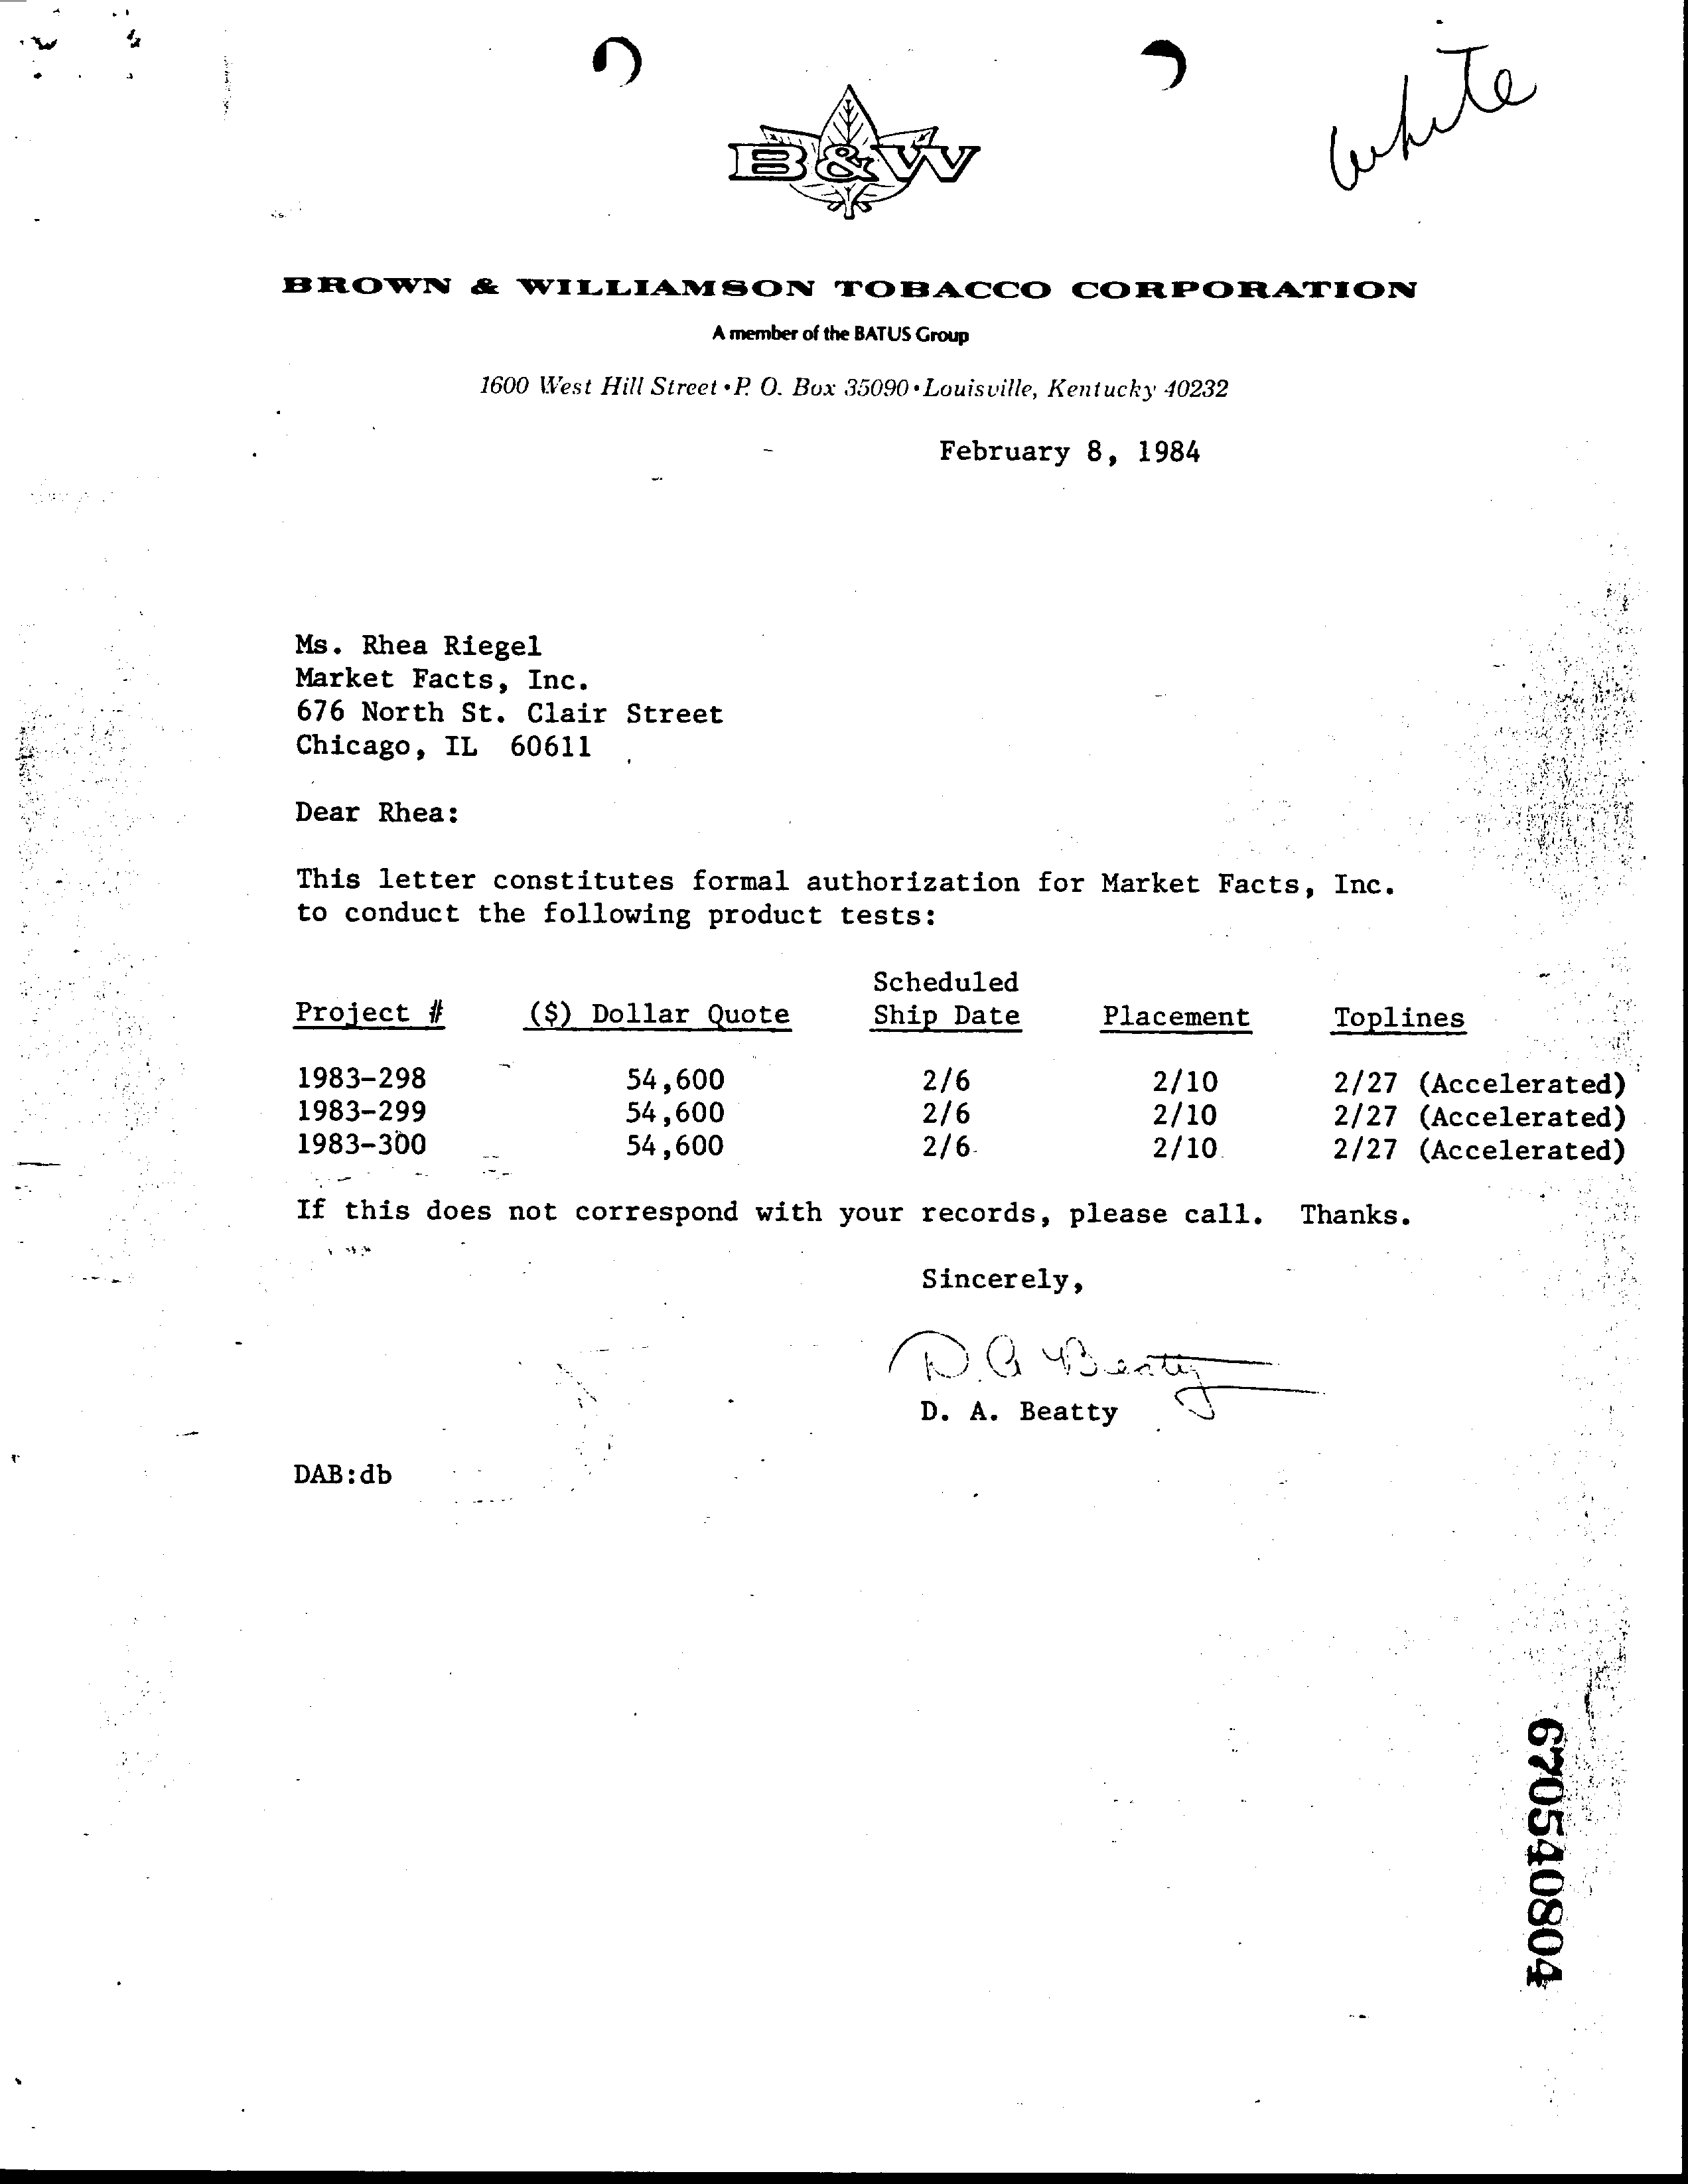 white
B&W
BROWN & WILLIAMSON TOBACCO CORPORATION
A member of the BATUS Group
1600 West Hill Street • P. O. Box 35090 • Louisville, Kentucky 40232
February 8, 1984
Ms. Rhea Riegel
Market Facts, Inc.
676 North St. Clair Street
Chicago, IL 60611
Dear Rhea:
This letter constitutes formal authorization for Market Facts, Inc.
to conduct the following product tests:
Scheduled
Project # ($) Dollar Quote Ship Date Placement Toplines
1983-298 54,600 2/6 2/10 2/27 (Accelerated)
1983-299 54,600 2/6 2/10 2/27 (Accelerated)
1983-300 54,600 2/6 2/10 2/27 (Accelerated)
If this does not correspond with your records, please call. Thanks.
Sincerely,
D. A. Beatty
D. A. Beatty
DAB:db
670540804